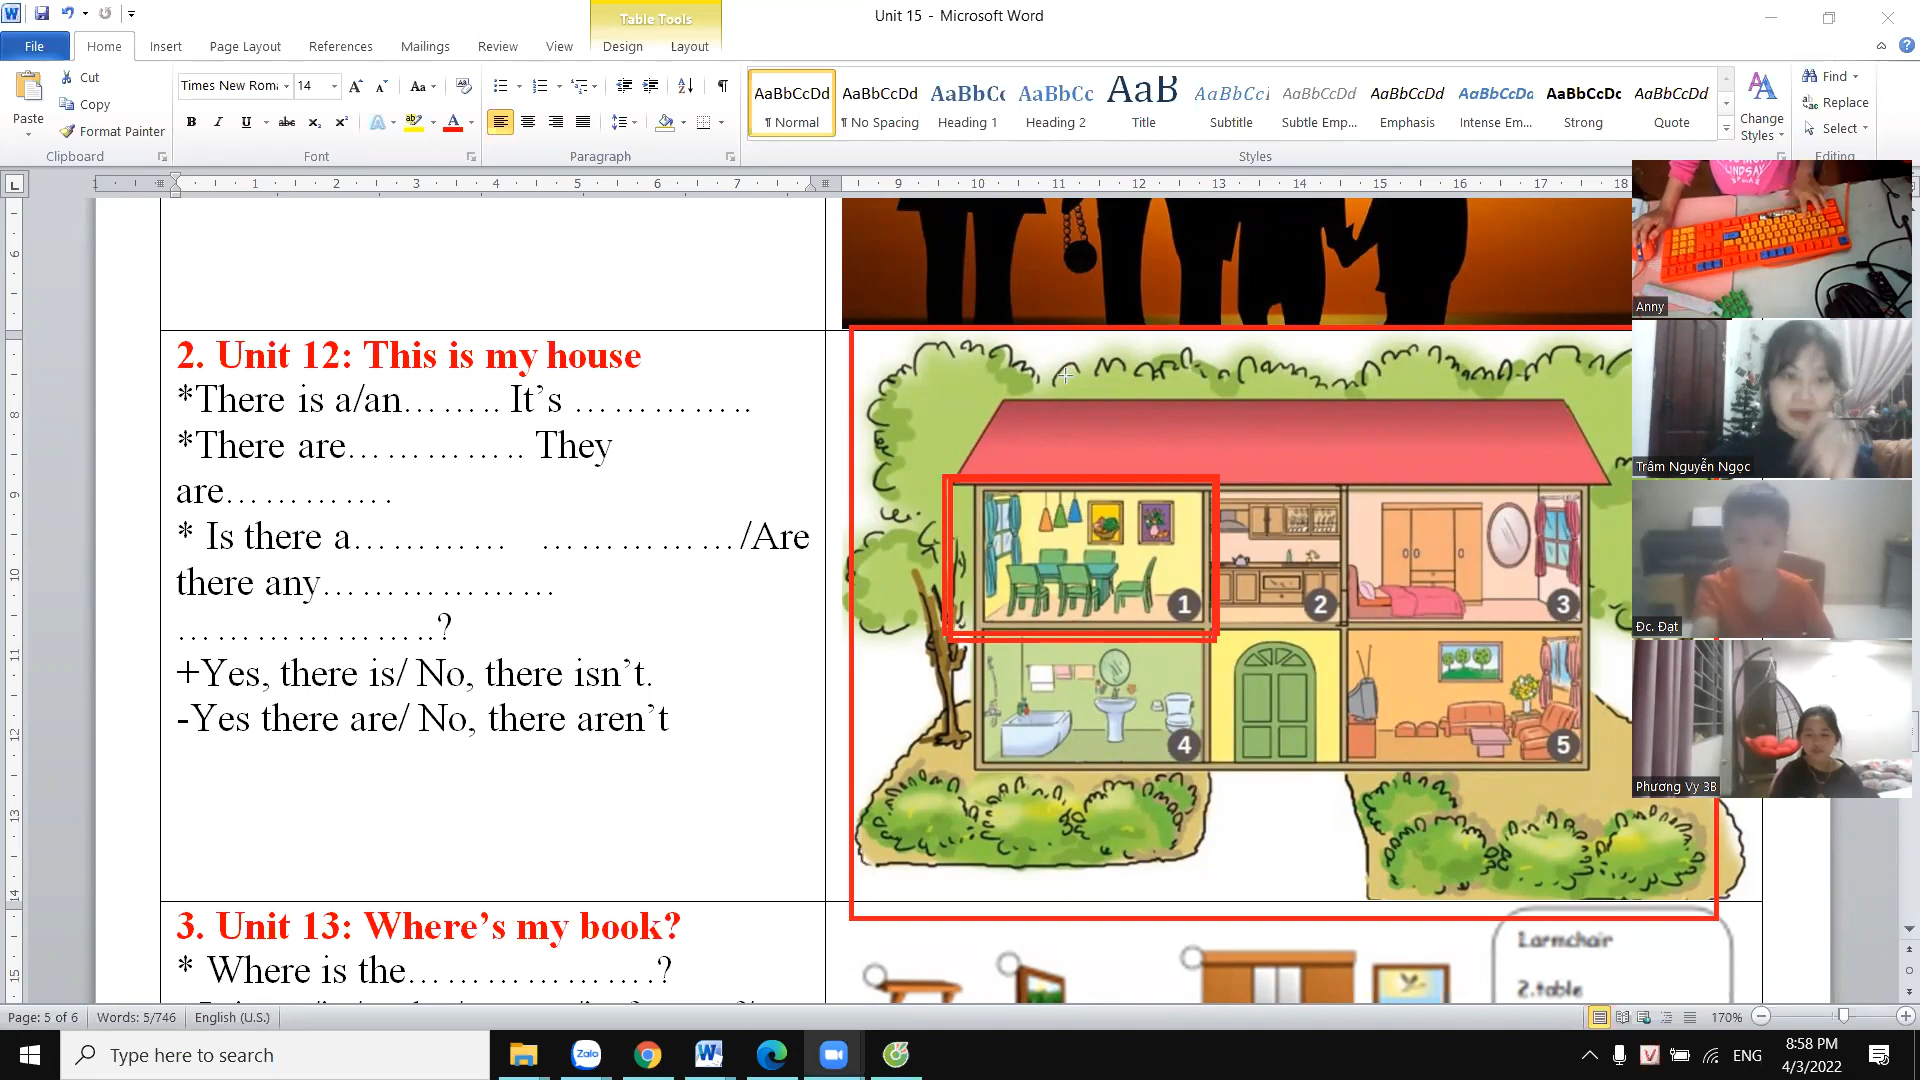 Table Tools
Unit 15 - Microsoft Word
File
Home
Insert
Page Layout
References
Mailings
Review
View
Design
Layout
Paste
Cut
Copy
Format Painter
Clipboard
Times New Rom
14
Font
Paragraph
AaBbCcDd
¶ Normal
AaBbCcDd
¶ No Spacing
AaBbCc
Heading 1
AaBbCc
Heading 2
AaB
Title
AaBbCcI
Subtitle
AaBbCcDd
Subtle Emp...
AaBbCcDd
Emphasis
AaBbCcDd
Intense Em...
AaBbCcDc
Strong
AaBbCcDd
Quote
Change Styles
Styles
Find
Replace
Select
Editing
2. Unit 12: This is my house
*There is a/an…….. It’s …………..
*There are………….. They
are………….
* Is there a………… ……………/Are
there any………………
………………..?
+Yes, there is/ No, there isn’t.
-Yes there are/ No, there aren’t
3. Unit 13: Where’s my book?
* Where is the……………….?
1
2
3
4
5
1.armchair
2.table
LINDSAY
Anny
Trâm Nguyễn Ngọc
Đc. Đạt
Phương Vy 3B
Page: 5 of 6
Words: 5/746
English (U.S.)
170%
Type here to search
Zalo
ENG
8:58 PM
4/3/2022